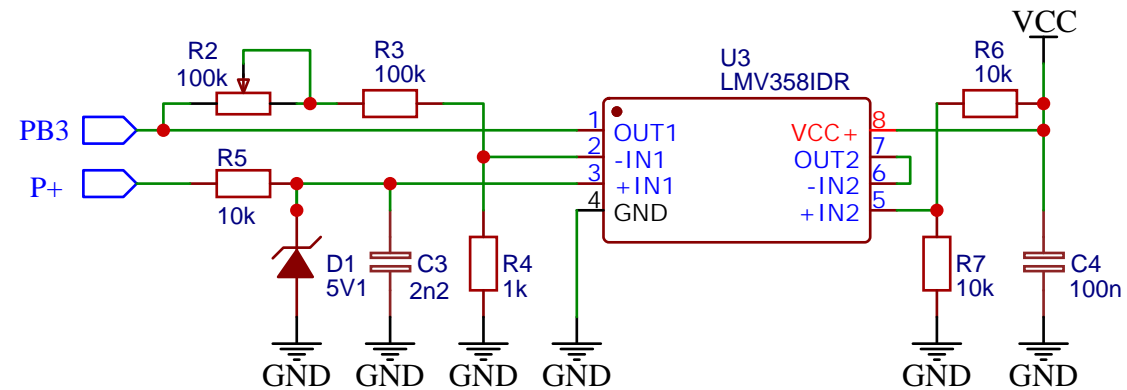 VCC
R2
100k
R3
100k
U3
LMV358IDR
R6
10k
PB3
1
OUT1
VCC+
8
2
-IN1
OUT2
7
P+
R5
10k
3
+IN1
-IN2
6
4
GND
+IN2
5
D1
5V1
C3
2n2
R4
1k
R7
10k
C4
100n
GND
GND
GND
GND
GND
GND